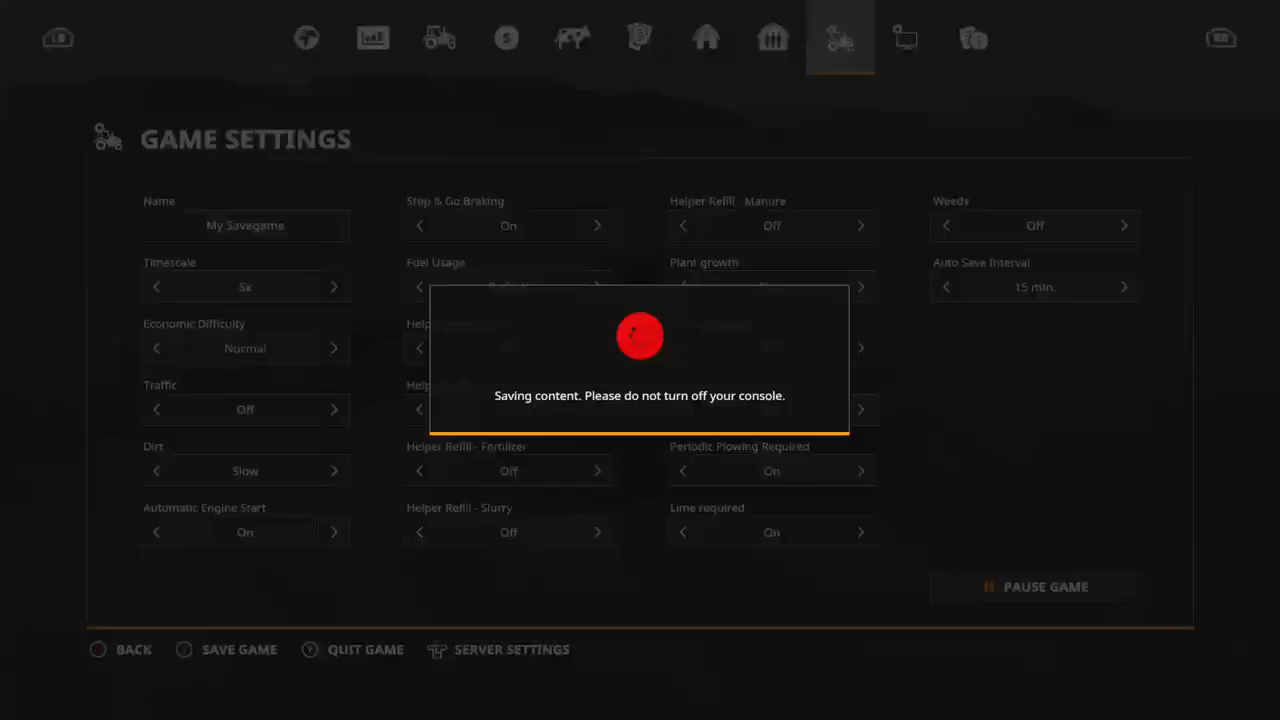 GAME SETTINGS
Name
My Savegame
Timescale
5x
Economic Difficulty
Normal
Traffic
Off
Dirt
Slow
Automatic Engine Start
On
Stop & Go Braking
On
Fuel Usage
Helper Refill - Fertilizer
Off
Helper Refill - Slurry
Off
Helper Refill - Manure
Off
Plant growth
Periodic Plowing Required
On
Lime required
On
Weeds
Off
Auto Save Interval
15 min.
Saving content. Please do not turn off your console.
PAUSE GAME
BACK
SAVE GAME
QUIT GAME
SERVER SETTINGS